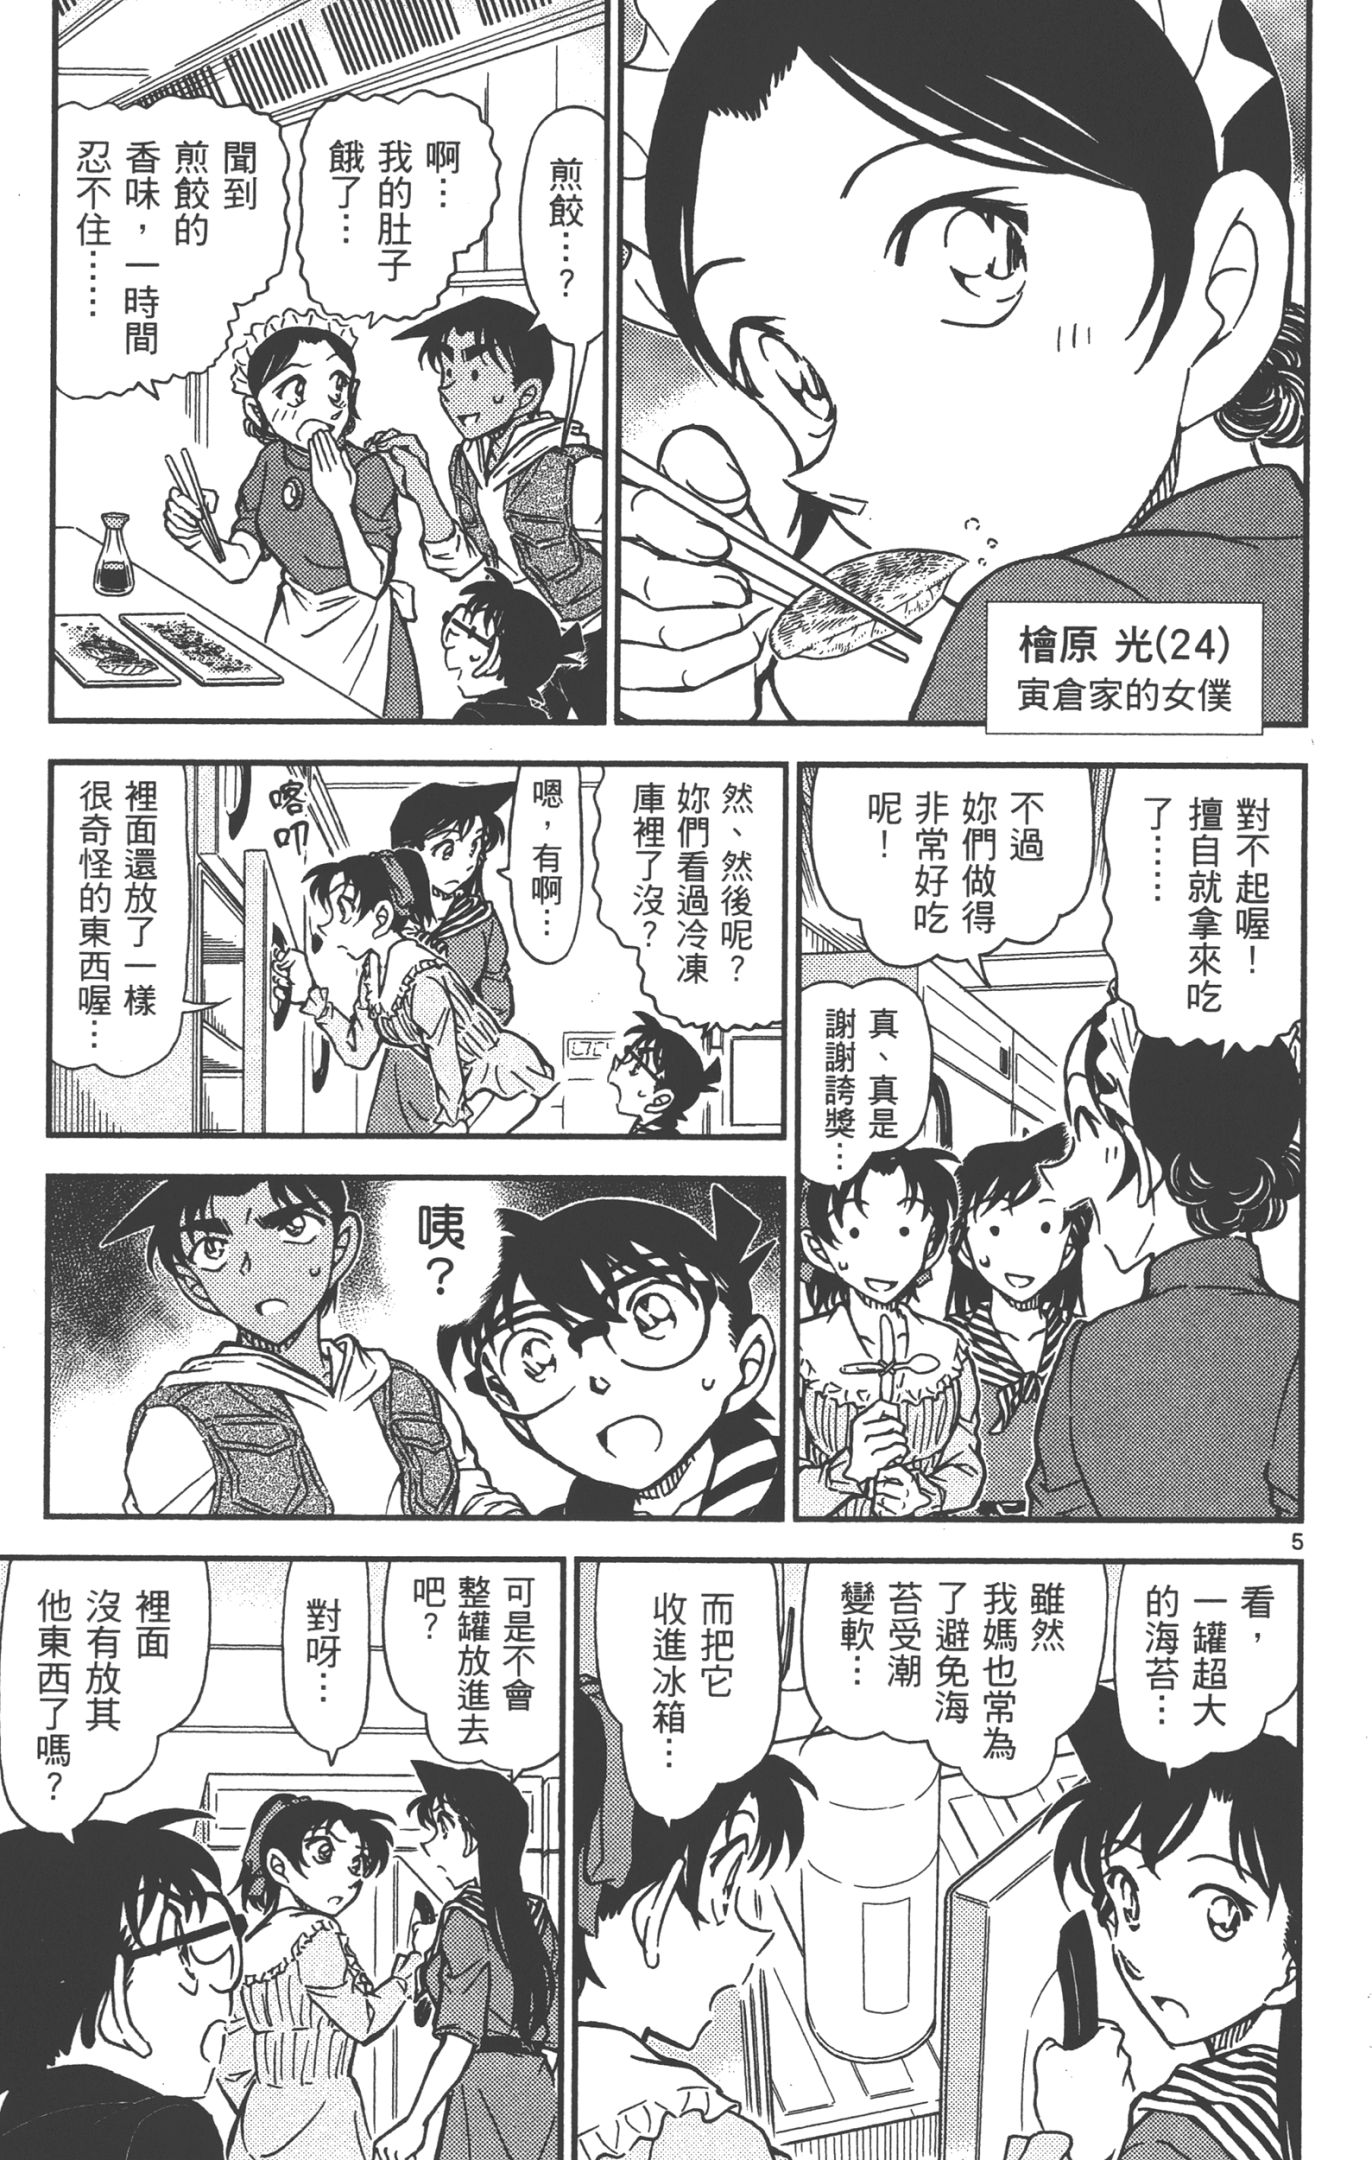 檜原 光(24)
寅倉家的女僕
煎餃…?
啊…
我的肚子
餓了…
聞到
煎餃的
香味,一時間
忍不住……
對不起喔!
擅自就拿來吃
了……
不過
妳們做得
非常好吃
呢!
真、真是
謝謝誇獎…
然、然後呢?
妳們看過冷凍
庫裡了沒?
嗯,有啊…
喀叨
裡面還放了一樣
很奇怪的東西喔…
咦?
5
看,
一罐超大
的海苔…
雖然
我媽也常為
了避免海
苔受潮
變軟…
而把它
收進冰箱…
可是不會
整罐放進去
吧?
對呀…
裡面
沒有放其
他東西了嗎?